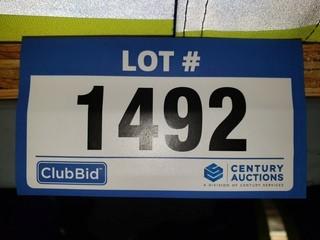 LOT #
1492
ClubBid
CENTURY
AUCTIONS
A DIVISION OF CENTURY SERVICES